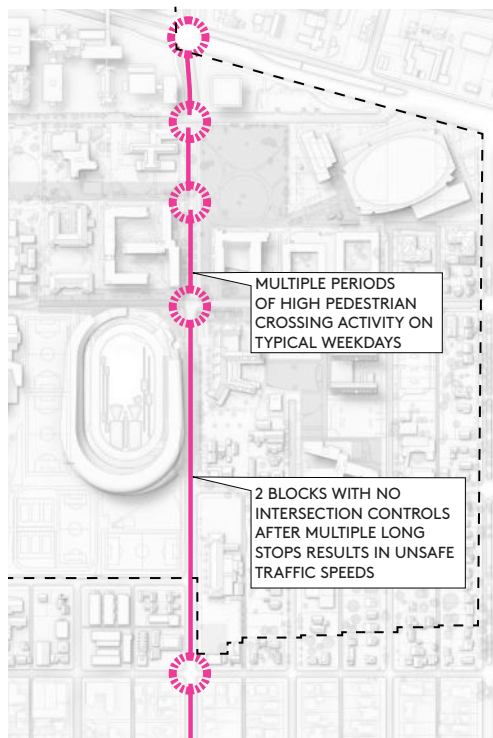 MULTIPLE PERIODS
OF HIGH PEDESTRIAN
CROSSING ACTIVITY ON
TYPICAL WEEKDAYS
2 BLOCKS WITH NO
INTERSECTION CONTROLS
AFTER MULTIPLE LONG
STOPS RESULTS IN UNSAFE
TRAFFIC SPEEDS